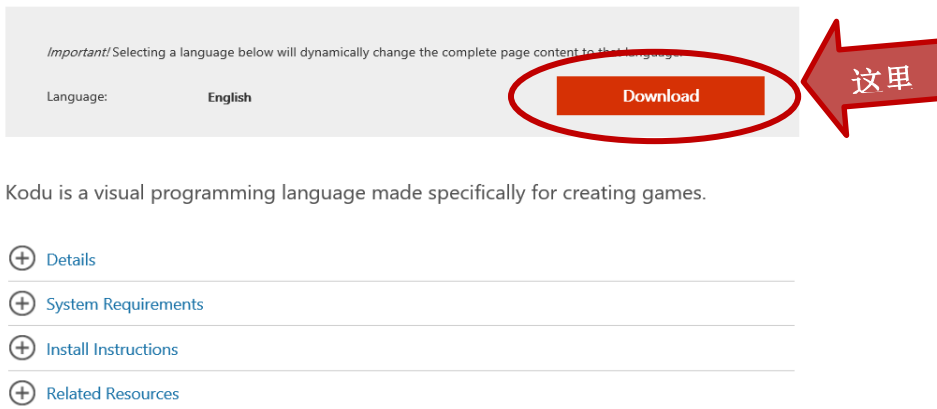 Important! Selecting a language below will dynamically change the complete page content to that language.
Language: English Download
这里
Kodu is a visual programming language made specifically for creating games.
Details
System Requirements
Install Instructions
Related Resources